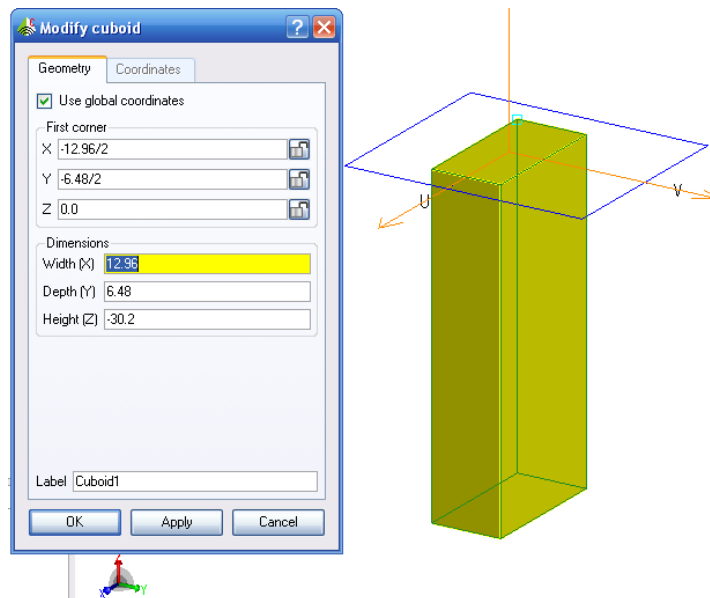 Modify cuboid
Geometry Coordinates
Use global coordinates
First corner
X -12.96/2
Y -6.48/2
Z 0.0
Dimensions
Width (X) 12.96
Depth (Y) 6.48
Height (Z) -30.2
Label Cuboid1
OK Apply Cancel
U
V
Z
X
Y